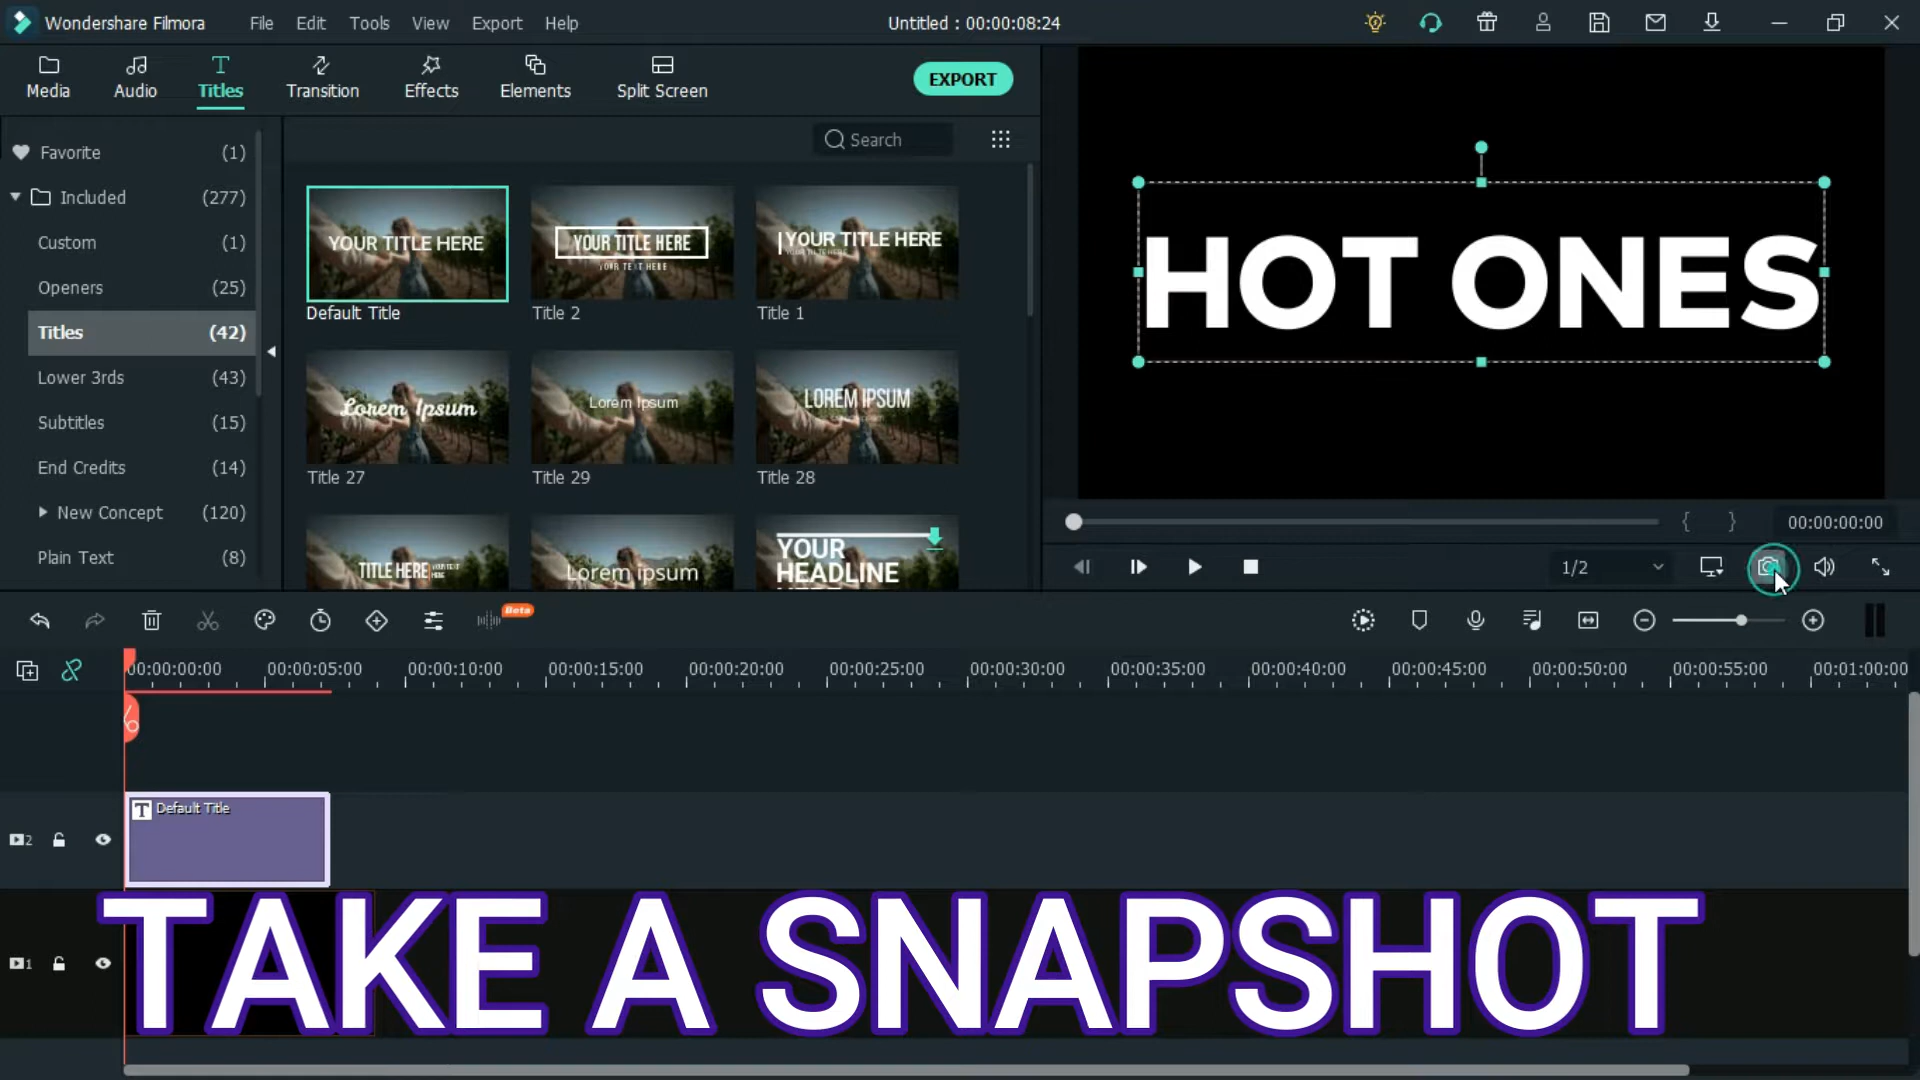 Wondershare Filmora File Edit Tools View Export Help Untitled : 00:00:08:24
Media Audio Titles Transition Effects Elements Split Screen EXPORT
Search
Favorite (1)
Included (277)
Custom (1)
Openers (25)
Titles (42)
Lower 3rds (43)
Subtitles (15)
End Credits (14)
New Concept (120)
Plain Text (8)
YOUR TITLE HERE
Default Title
YOUR TITLE HERE
YOUR TEXT HERE
Title 2
YOUR TITLE HERE
Title 1
Lorem Ipsum
Title 27
Lorem Ipsum
Title 29
LOREM IPSUM
Title 28
TITLE HERE
Lorem ipsum
YOUR
HEADLINE
HOT ONES
{ } 00:00:00:00
1/2
Beta
00:00:00:00 00:00:05:00 00:00:10:00 00:00:15:00 00:00:20:00 00:00:25:00 00:00:30:00 00:00:35:00 00:00:40:00 00:00:45:00 00:00:50:00 00:00:55:00 00:01:00:00
T Default Title
2
1
TAKE A SNAPSHOT